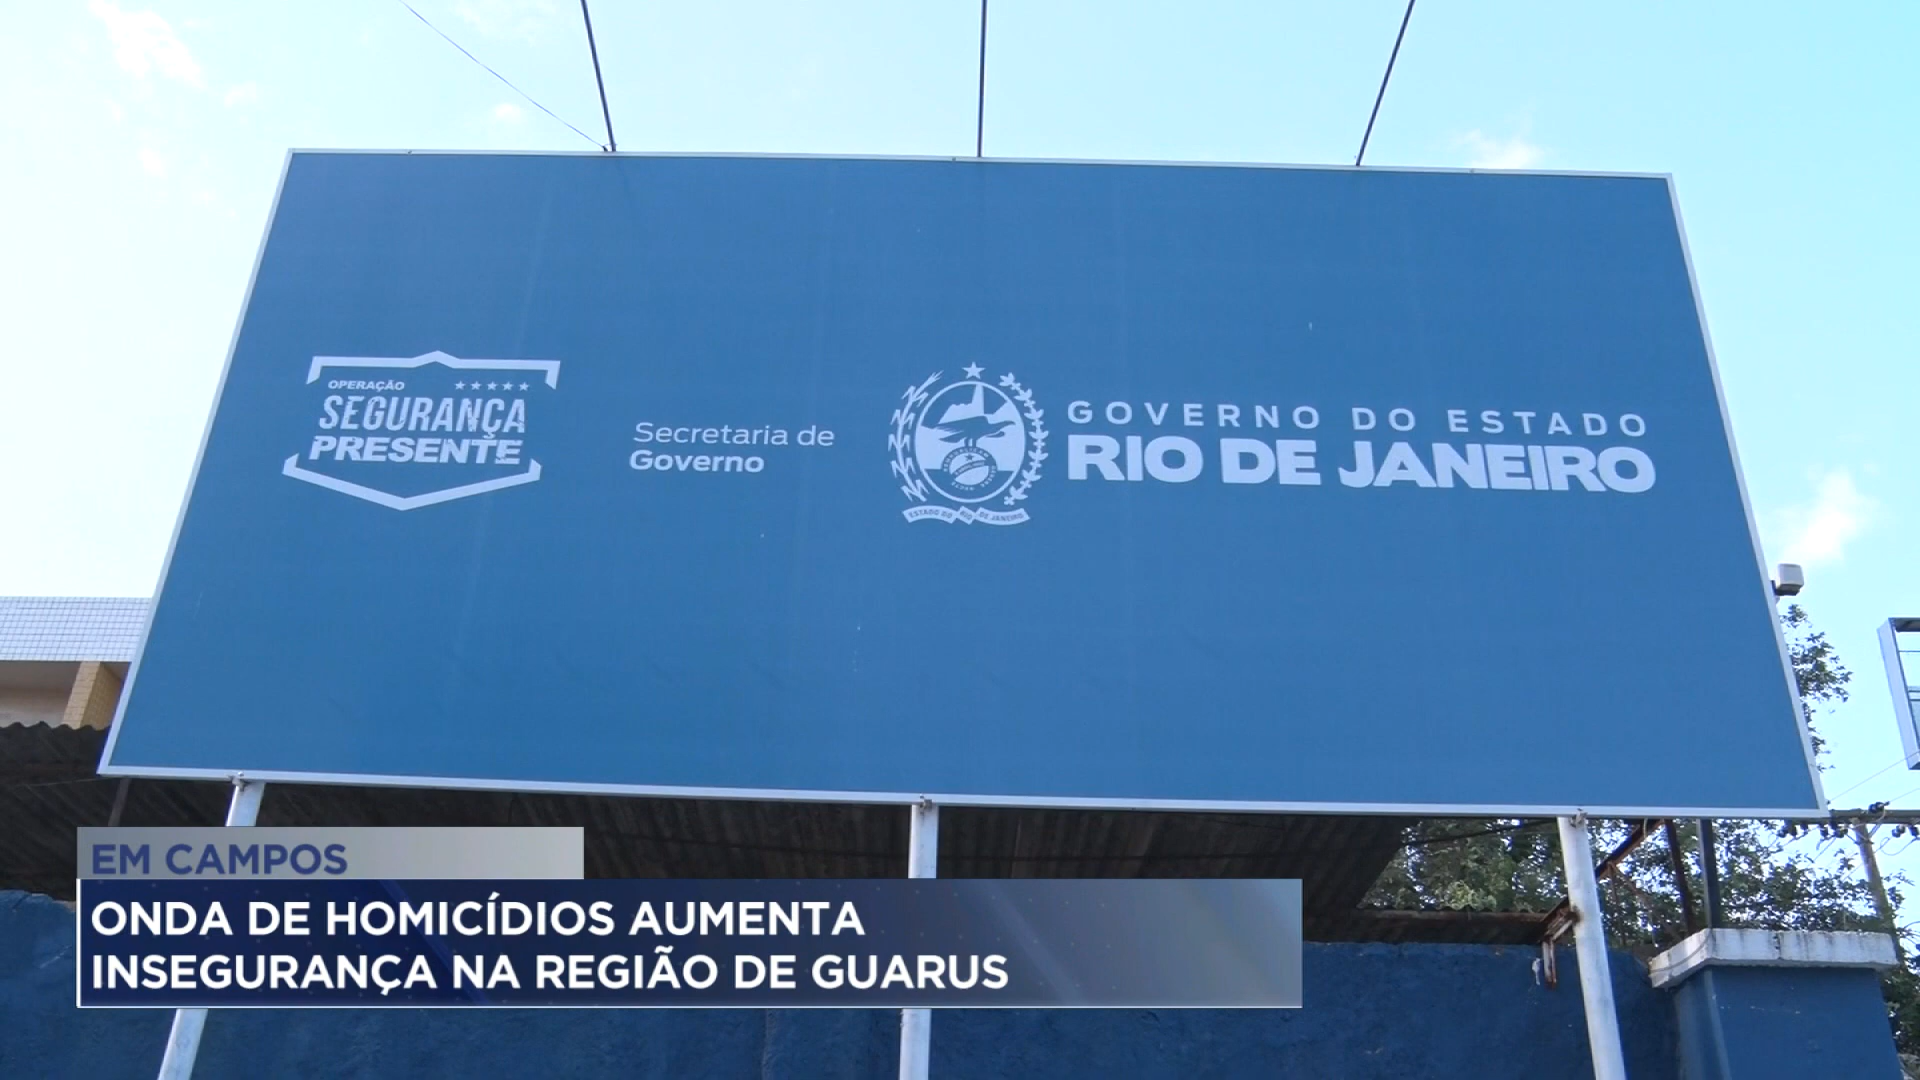 OPERAÇÃO
SEGURANÇA
PRESENTE
Secretaria de
Governo
GOVERNO DO ESTADO
RIO DE JANEIRO
ESTADO DO RIO DE JANEIRO
EM CAMPOS
ONDA DE HOMICÍDIOS AUMENTA
INSEGURANÇA NA REGIÃO DE GUARUS